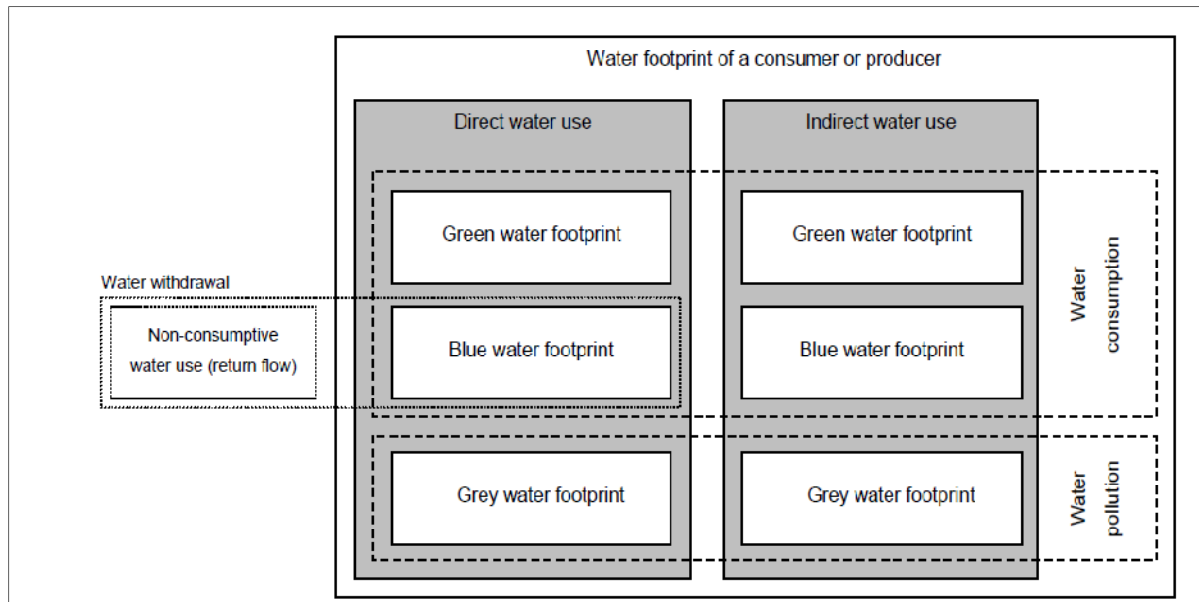 Water footprint of a consumer or producer
Direct water use
Indirect water use
Green water footprint
Green water footprint
Water withdrawal
Non-consumptive
water use (return flow)
Blue water footprint
Blue water footprint
Water
consumption
Grey water footprint
Grey water footprint
Water
pollution